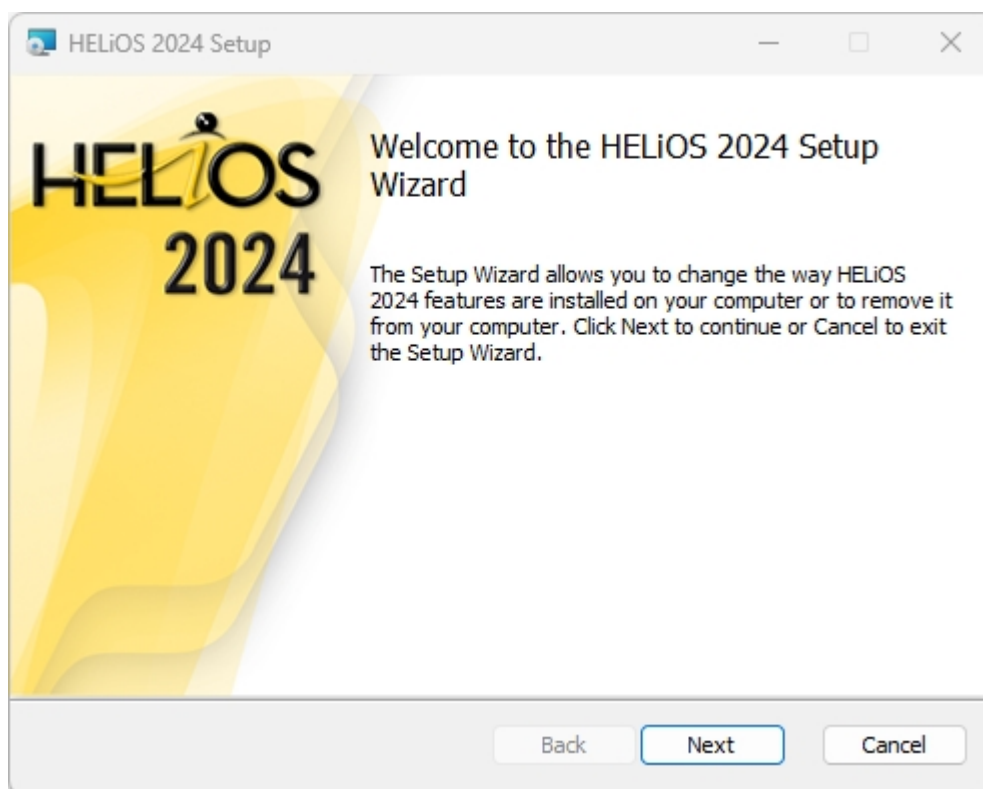 HELiOS 2024 Setup
HELiOS
2024
Welcome to the HELiOS 2024 Setup
Wizard
The Setup Wizard allows you to change the way HELiOS
2024 features are installed on your computer or to remove it
from your computer. Click Next to continue or Cancel to exit
the Setup Wizard.
Back Next Cancel